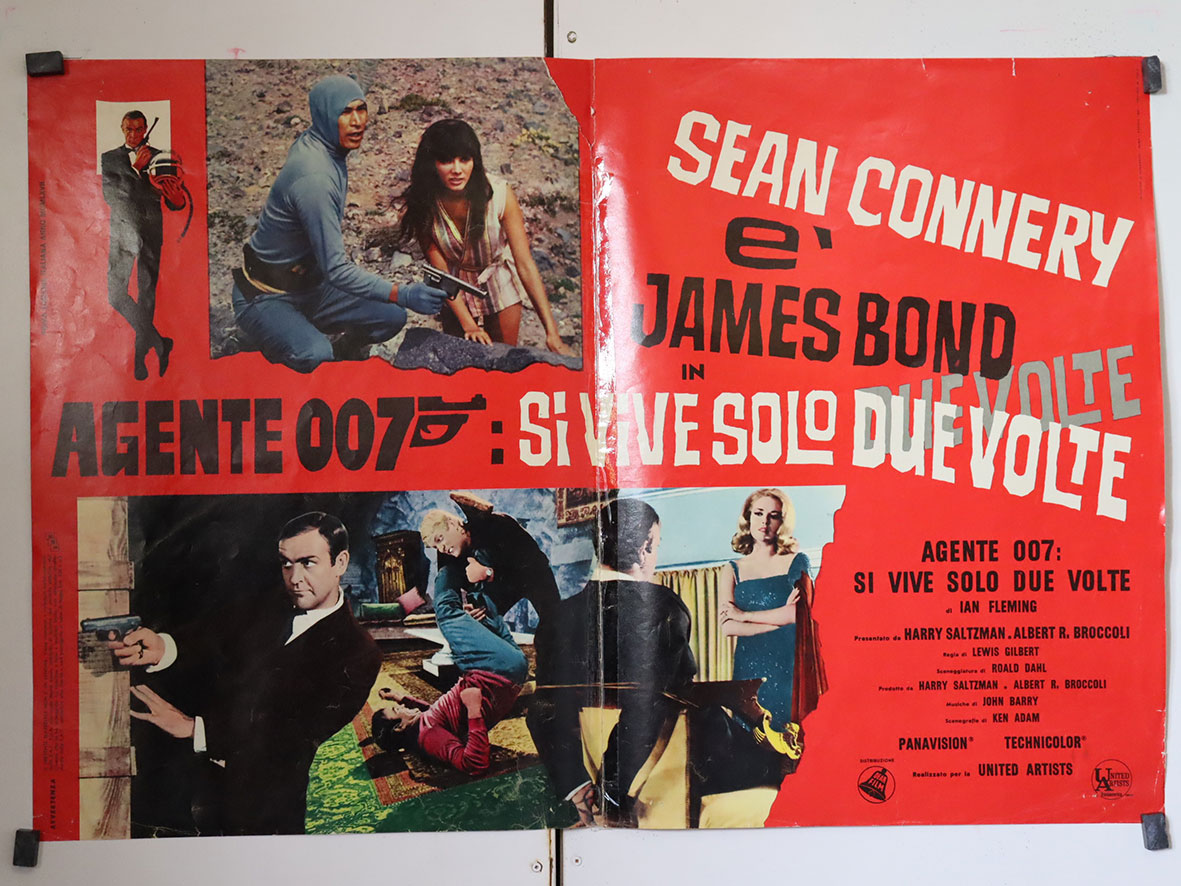 SEAN CONNERY
e'
JAMES BOND
IN
DUE VOLTE
AGENTE 007: Si ViVE SOLO DUE VOLTE
AGENTE 007:
SI VIVE SOLO DUE VOLTE
di IAN FLEMING
Presentato da HARRY SALTZMAN e ALBERT R. BROCCOLI
Regia di LEWIS GILBERT
Sceneggiatura di ROALD DAHL
Prodotto da HARRY SALTZMAN e ALBERT R. BROCCOLI
Musiche di JOHN BARRY
Scenografie di KEN ADAM
PANAVISION® TECHNICOLOR®
DISTRIBUZIONE
FILM
Realizzato per la UNITED ARTISTS
UNITED
ARTISTS
AVVERTENZA